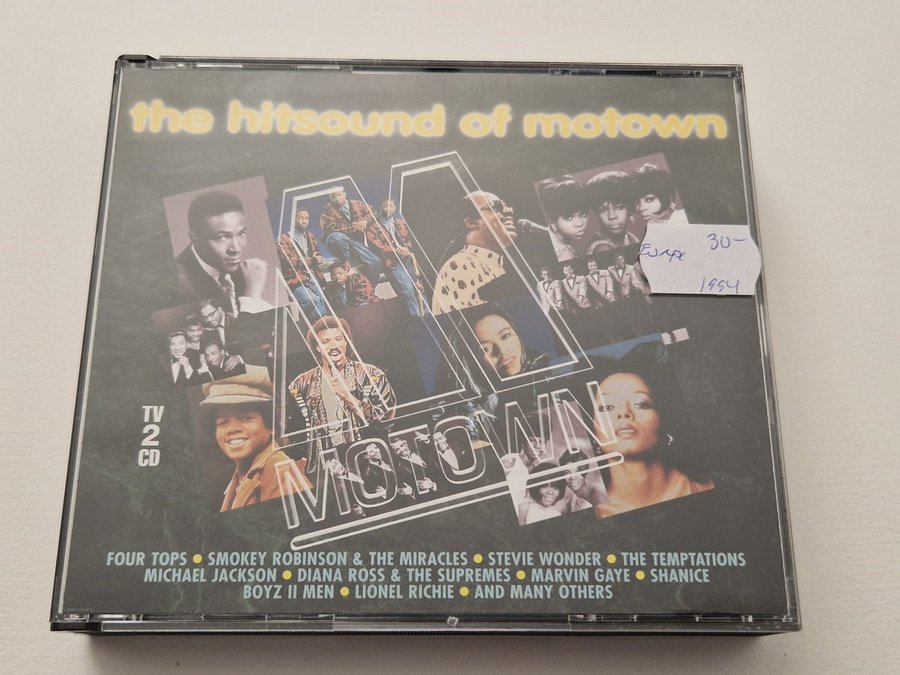 the hitsound of motown
30-
Europe
1994
MOTOWN
TV
2
CD
FOUR TOPS • SMOKEY ROBINSON & THE MIRACLES • STEVIE WONDER • THE TEMPTATIONS
MICHAEL JACKSON • DIANA ROSS & THE SUPREMES • MARVIN GAYE • SHANICE
BOYZ II MEN • LIONEL RICHIE • AND MANY OTHERS